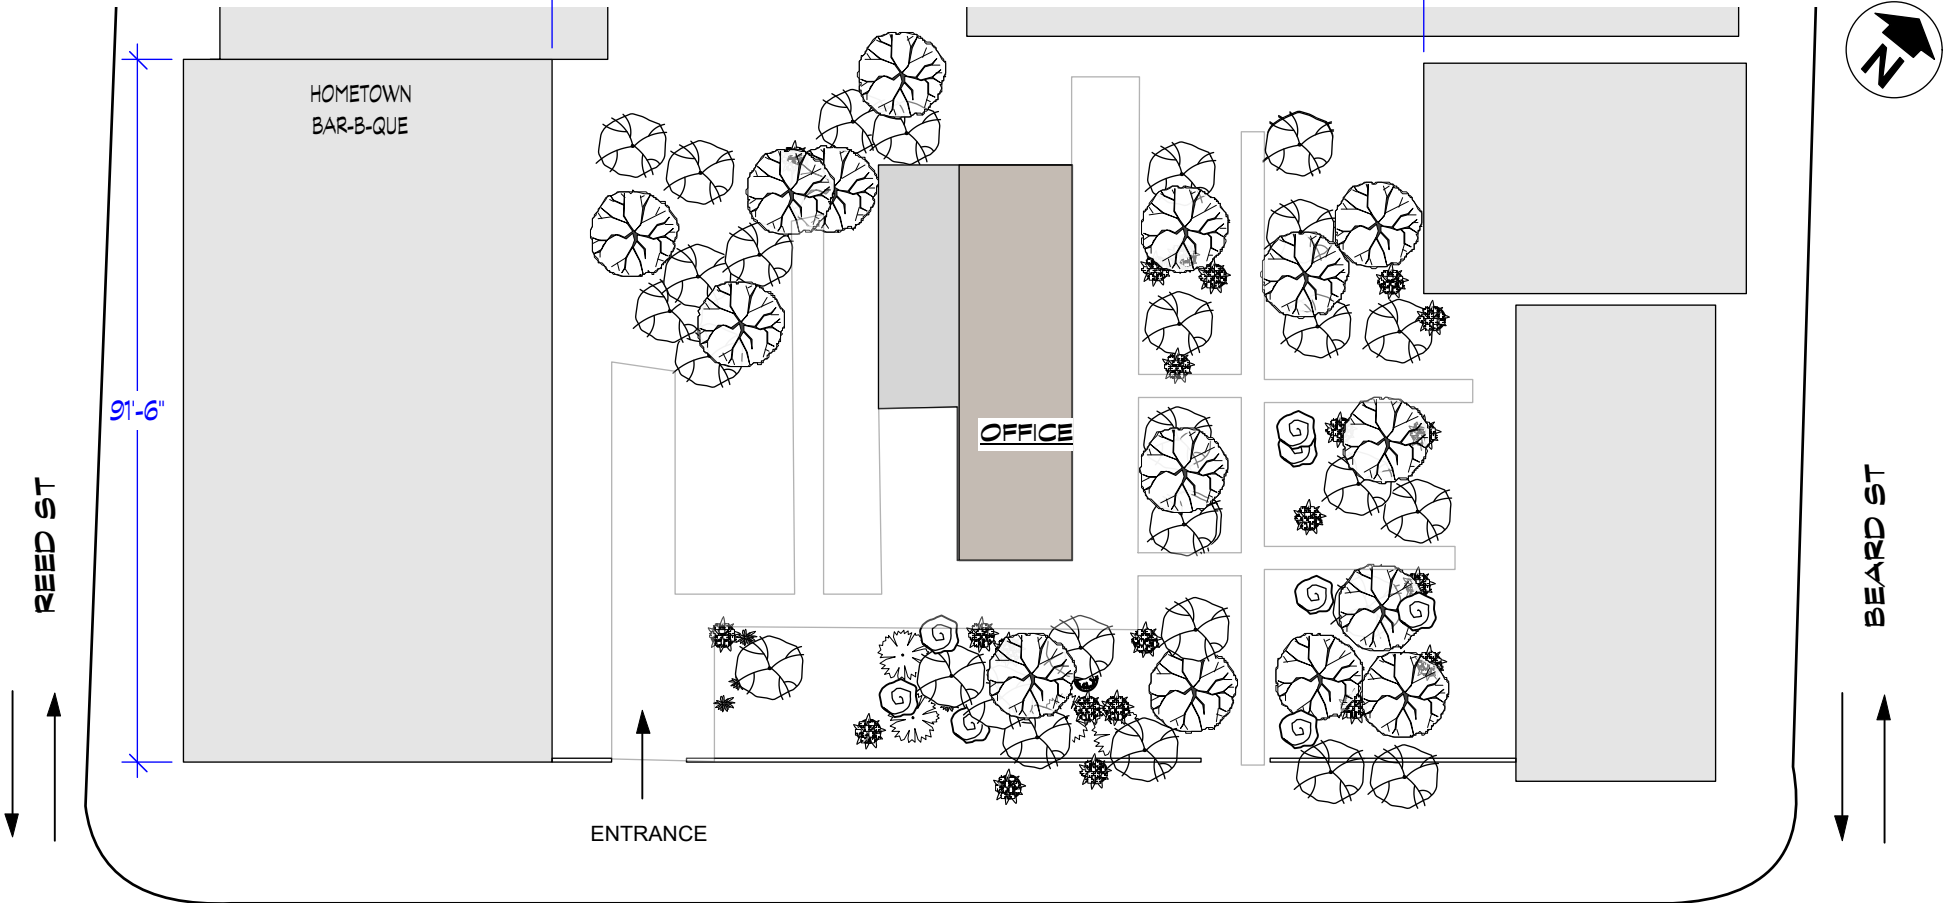 HOMETOWN
BAR-B-QUE
N
91'-6"
OFFICE
REED ST
BEARD ST
ENTRANCE